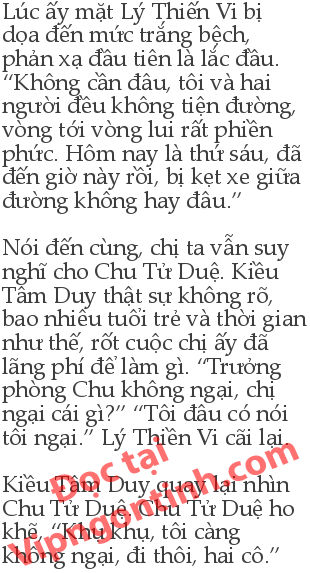 Lúc ấy mặt Lý Thiến Vi bị
dọa đến mức trắng bệch,
phản xạ đầu tiên là lắc đầu.
“Không cần đâu, tôi và hai
người đều không tiện đường,
vòng tới vòng lui rất phiền
phức. Hôm nay là thứ sáu, đã
đến giờ này rồi, bị kẹt xe giữa
đường không hay đâu.”
Nói đến cùng, chị ta vẫn suy
nghĩ cho Chu Tử Duệ. Kiều
Tâm Duy thật sự không rõ,
bao nhiêu tuổi trẻ và thời gian
như thế, rốt cuộc chị ấy đã
lãng phí để làm gì. “Trưởng
phòng Chu không ngại, chị
ngại cái gì?” “Tôi đâu có nói
tôi ngại.” Lý Thiền Vi cãi lại.
Kiều Tâm Duy quay lại nhìn
Chu Tử Duệ. Chu Tử Duệ ho
khẽ. “Khụ khụ, tôi càng
không ngại, đi thôi, hai cô.”
Đọc tại
Vipngontinh.com